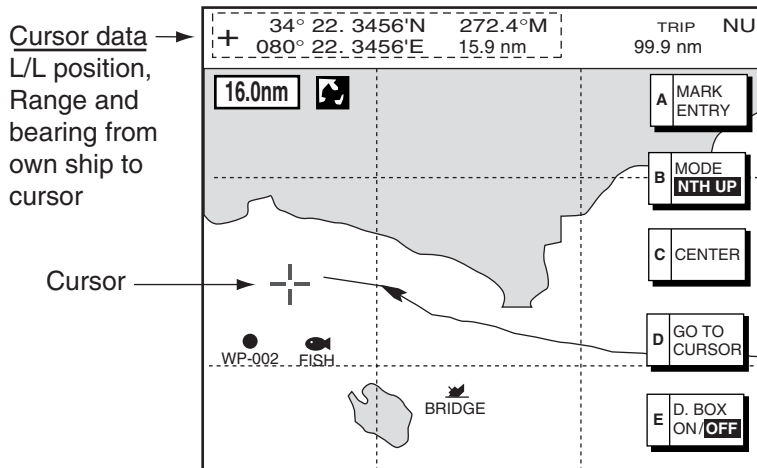 Cursor data
L/L position,
Range and
bearing from
own ship to
cursor
+ 34° 22. 3456'N 272.4°M
080° 22. 3456'E 15.9 nm
TRIP NU
99.9 nm
16.0nm
A MARK
ENTRY
B MODE
NTH UP
C CENTER
Cursor
D GO TO
CURSOR
WP-002 FISH
BRIDGE
E D. BOX
ON/OFF